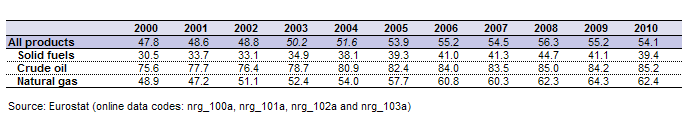 2000 2001 2002 2003 2004 2005 2006 2007 2008 2009 2010
All products 47.8 48.6 48.8 50.2 51.6 53.9 55.2 54.5 56.3 55.2 54.1
Solid fuels 30.5 33.7 33.1 34.9 38.1 39.3 41.0 41.3 44.7 41.1 39.4
Crude oil 75.6 77.7 76.4 78.7 80.9 82.4 84.0 83.5 85.0 84.2 85.2
Natural gas 48.9 47.2 51.1 52.4 54.0 57.7 60.8 60.3 62.3 64.3 62.4
Source: Eurostat (online data codes: nrg_100a, nrg_101a, nrg_102a and nrg_103a)